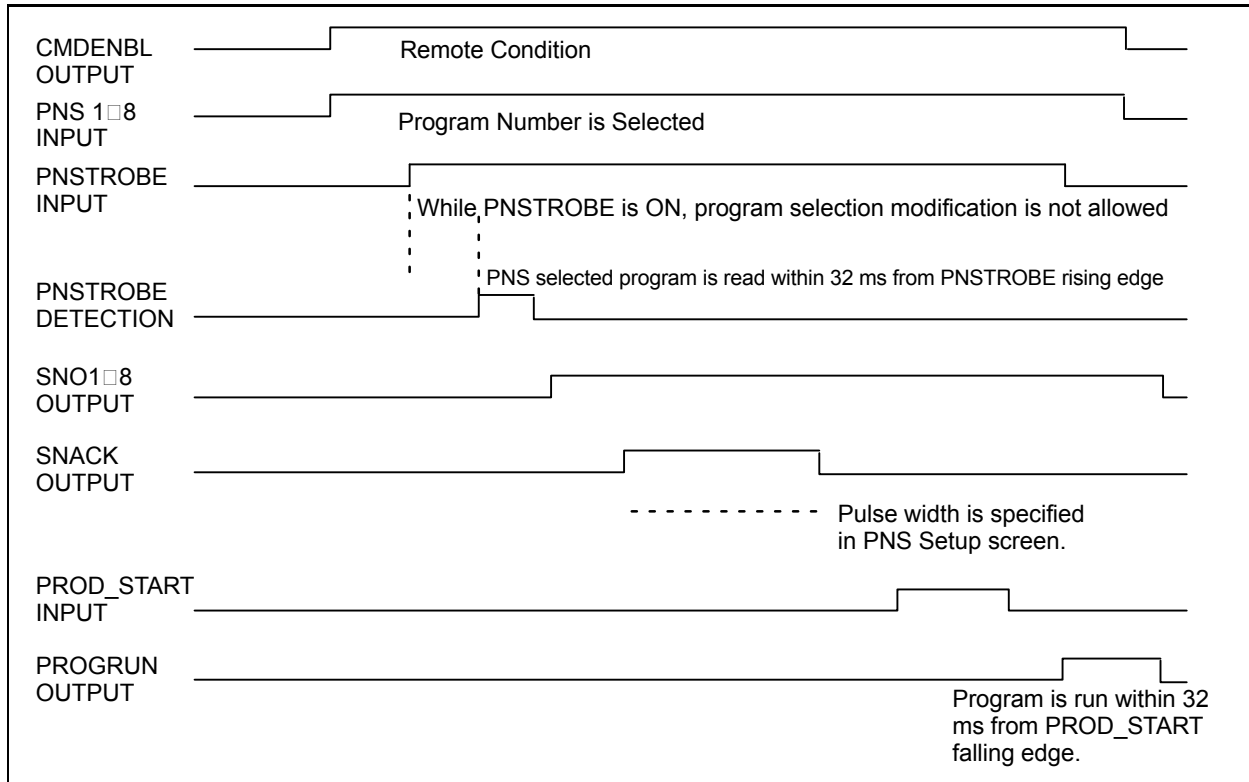 CMDENBL
OUTPUT
Remote Condition
PNS 1□8
INPUT
Program Number is Selected
PNSTROBE
INPUT
While PNSTROBE is ON, program selection modification is not allowed
PNS selected program is read within 32 ms from PNSTROBE rising edge
PNSTROBE
DETECTION
SNO1□8
OUTPUT
SNACK
OUTPUT
Pulse width is specified
in PNS Setup screen.
PROD_START
INPUT
PROGRUN
OUTPUT
Program is run within 32
ms from PROD_START
falling edge.